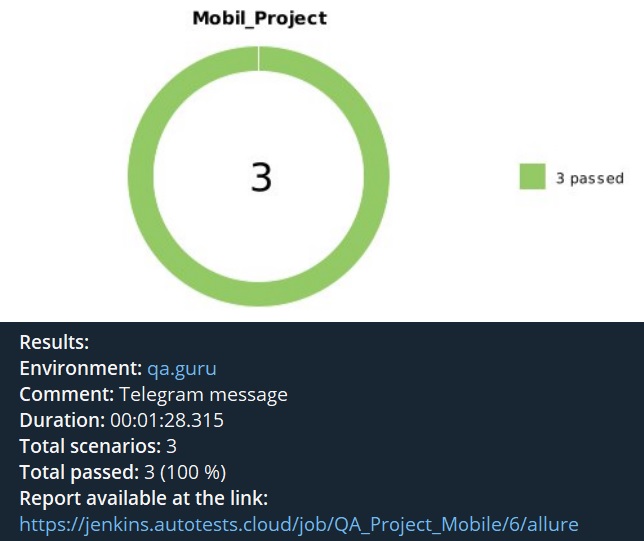 Mobil_Project
3
3 passed
Results:
Environment: qa.guru
Comment: Telegram message
Duration: 00:01:28.315
Total scenarios: 3
Total passed: 3 (100 %)
Report available at the link:
https://jenkins.autotests.cloud/job/QA_Project_Mobile/6/allure